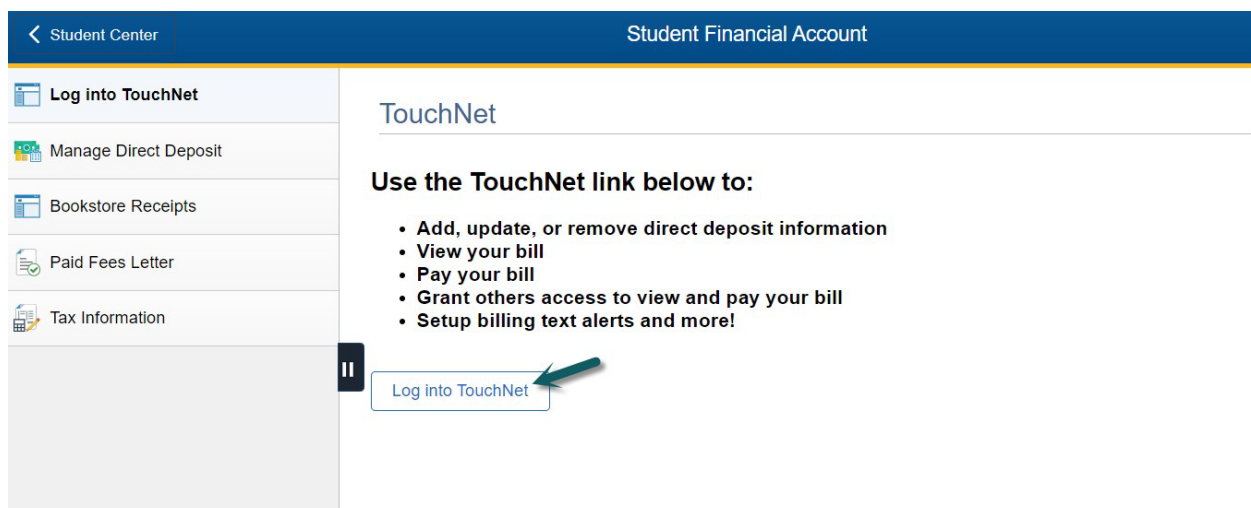 Student Center
Student Financial Account
Log into TouchNet
Manage Direct Deposit
Bookstore Receipts
Paid Fees Letter
Tax Information
TouchNet
Use the TouchNet link below to:
• Add, update, or remove direct deposit information
• View your bill
• Pay your bill
• Grant others access to view and pay your bill
• Setup billing text alerts and more!
Log into TouchNet